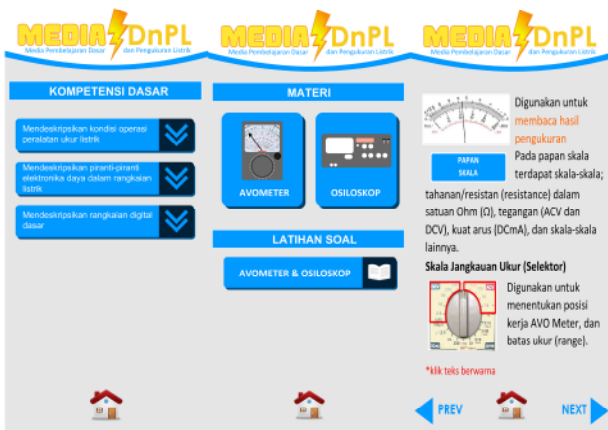 MEDIA DnPL
Media Pembelajaran Dasar dan Pengukuran Listrik
KOMPETENSI DASAR
Mendeskripsikan kondisi operasi
peralatan ukur listrik
Mendeskripsikan piranti-piranti
elektronika daya dalam rangkaian
listrik
Mendeskripsikan rangkaian digital
dasar
MEDIA DnPL
Media Pembelajaran Dasar dan Pengukuran Listrik
MATERI
AVOMETER
OSILOSKOP
LATIHAN SOAL
AVOMETER & OSILOSKOP
MEDIA DnPL
Media Pembelajaran Dasar dan Pengukuran Listrik
PAPAN
SKALA
Digunakan untuk
membaca hasil
pengukuran
Pada papan skala
terdapat skala-skala;
tahanan/resistan (resistance) dalam
satuan Ohm (Ω), tegangan (ACV dan
DCV), kuat arus (DCmA), dan skala-skala
lainnya.
Skala Jangkauan Ukur (Selektor)
Digunakan untuk
menentukan posisi
kerja AVO Meter, dan
batas ukur (range).
*klik teks berwarna
PREV
NEXT